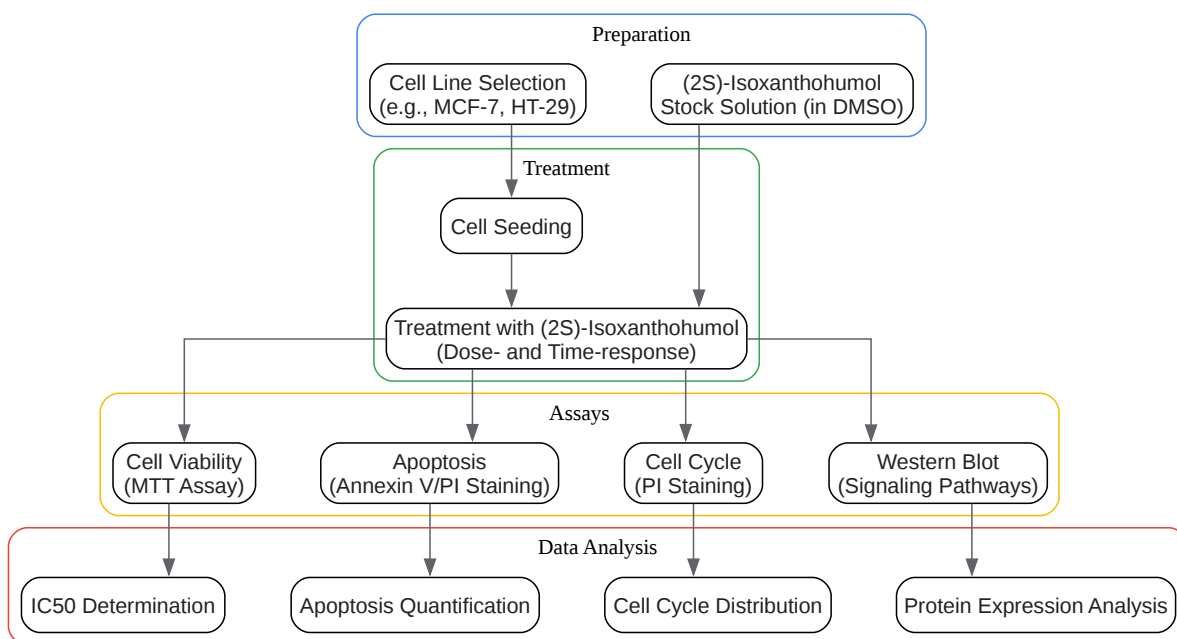 Preparation
Cell Line Selection
(e.g., MCF-7, HT-29)
(2S)-Isoxanthohumol
Stock Solution (in DMSO)
Treatment
Cell Seeding
Treatment with (2S)-Isoxanthohumol
(Dose- and Time-response)
Assays
Cell Viability
(MTT Assay)
Apoptosis
(Annexin V/PI Staining)
Cell Cycle
(PI Staining)
Western Blot
(Signaling Pathways)
Data Analysis
IC50 Determination
Apoptosis Quantification
Cell Cycle Distribution
Protein Expression Analysis